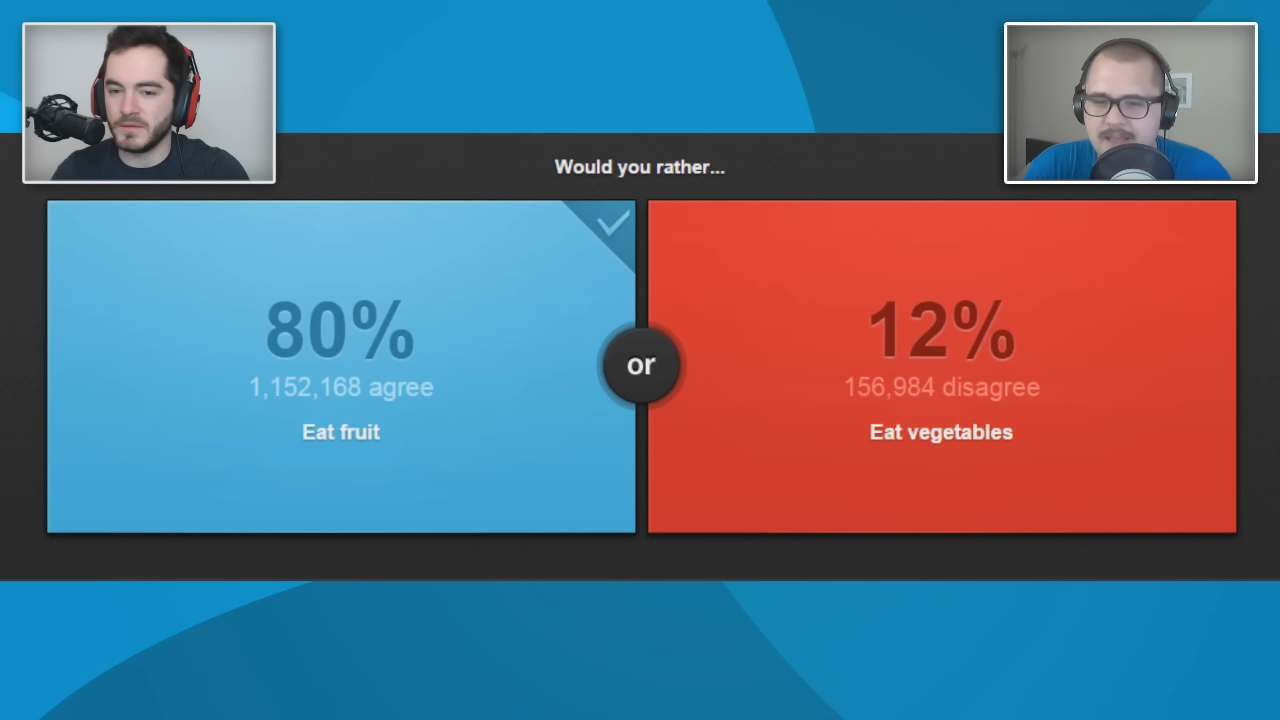 Would you rather...
80%
1,152,168 agree
Eat fruit
or
12%
156,984 disagree
Eat vegetables